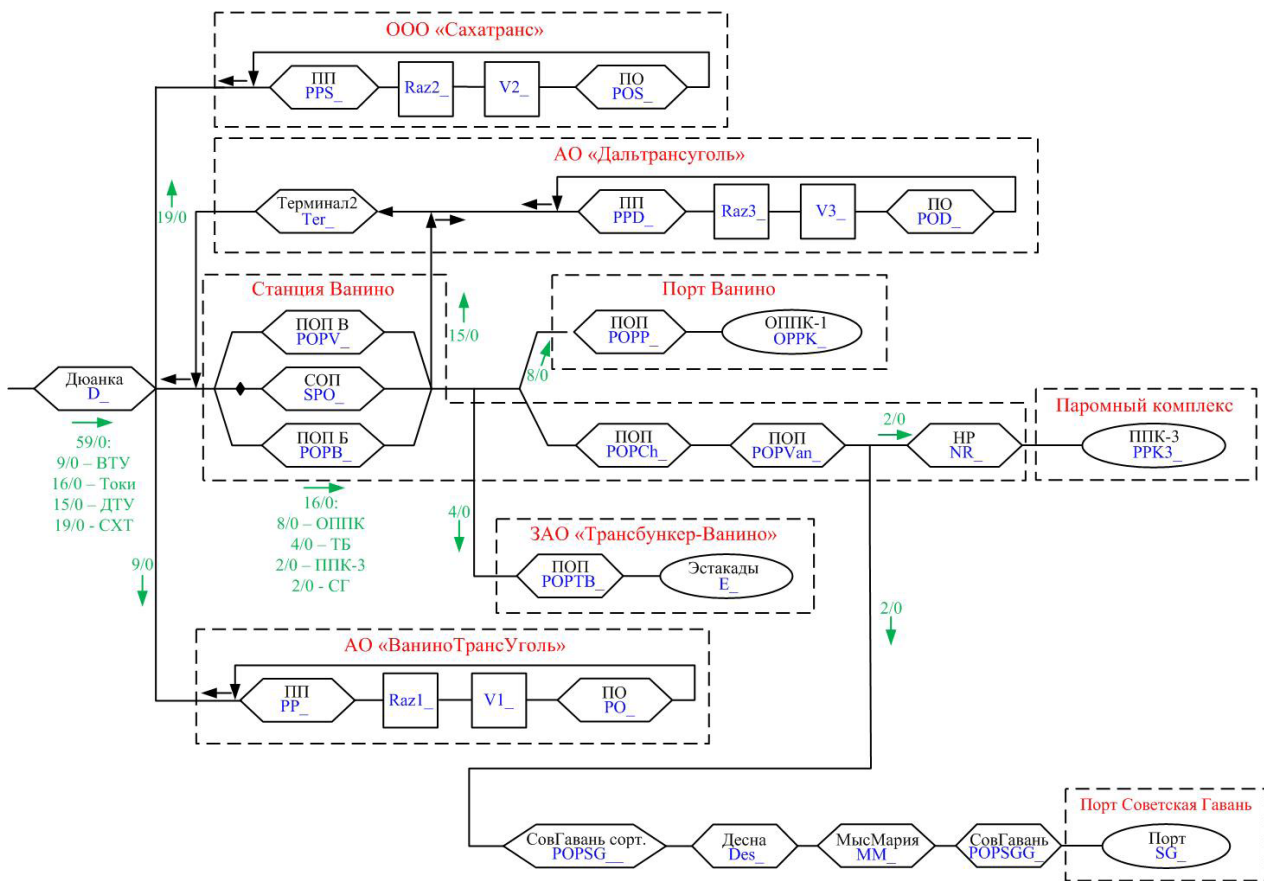 ООО «Сахатранс»
ПП
PPS_
Raz2_
V2_
ПО
POS_
19/0
АО «Дальтрансуголь»
Терминал2
Ter_
ПП
PPD_
Raz3_
V3_
ПО
POD_
Станция Ванино
ПОП В
POPV_
СОП
SPO_
ПОП Б
POPB_
15/0
Порт Ванино
ПОП
POPP_
ОППК-1
OPPK_
8/0
Дюанка
D_
59/0:
9/0 – ВТУ
16/0 – Токи
15/0 – ДТУ
19/0 - СХТ
16/0:
8/0 – ОППК
4/0 – ТБ
2/0 – ППК-3
2/0 - СГ
ПОП
POPCh_
ПОП
POPVan_
2/0
НР
NR_
Паромный комплекс
ППК-3
PPK3_
4/0
ЗАО «Трансбункер-Ванино»
ПОП
POPTB_
Эстакады
E_
9/0
2/0
АО «ВаниноТрансУголь»
ПП
PP_
Raz1_
V1_
ПО
PO_
СовГавань сорт.
POPSG__
Десна
Des_
МысМария
MM_
СовГавань
POPSGG_
Порт Советская Гавань
Порт
SG_